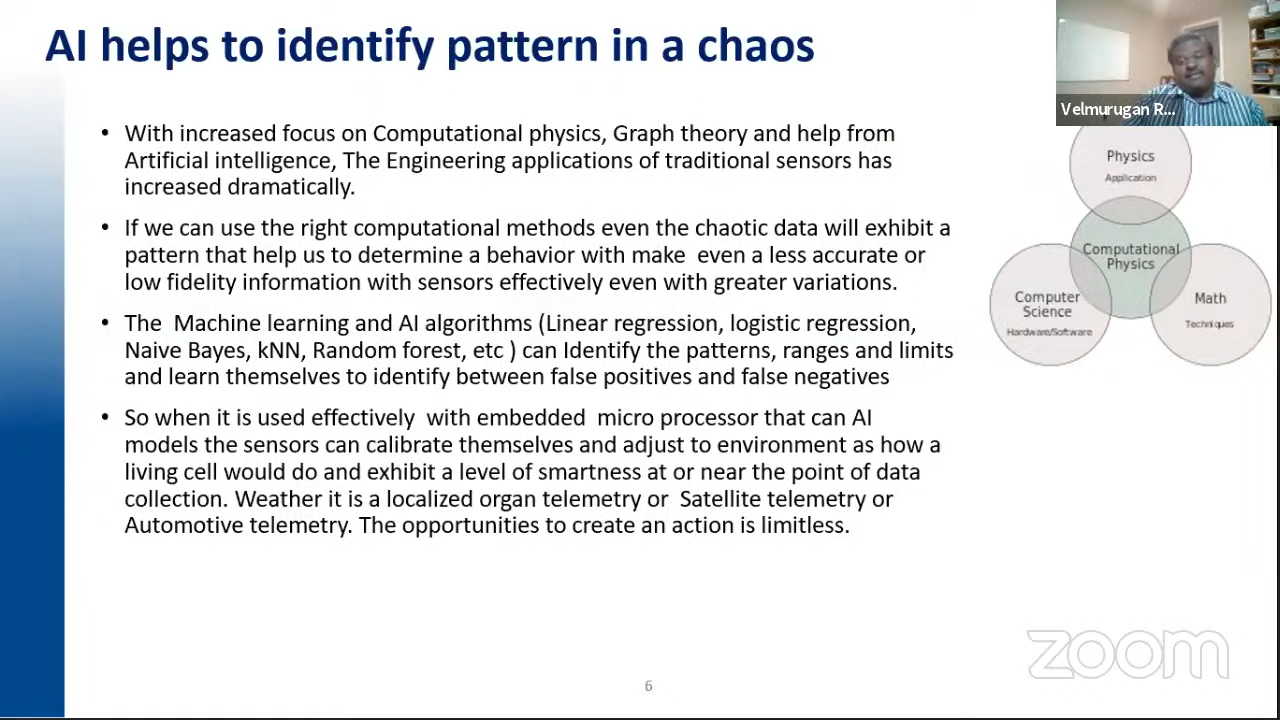 AI helps to identify pattern in a chaos
Velmurugan R...
• With increased focus on Computational physics, Graph theory and help from
Artificial intelligence, The Engineering applications of traditional sensors has
increased dramatically.
• If we can use the right computational methods even the chaotic data will exhibit a
pattern that help us to determine a behavior with make even a less accurate or
low fidelity information with sensors effectively even with greater variations.
• The Machine learning and AI algorithms (Linear regression, logistic regression,
Naive Bayes, kNN, Random forest, etc ) can Identify the patterns, ranges and limits
and learn themselves to identify between false positives and false negatives
• So when it is used effectively with embedded micro processor that can AI
models the sensors can calibrate themselves and adjust to environment as how a
living cell would do and exhibit a level of smartness at or near the point of data
collection. Weather it is a localized organ telemetry or Satellite telemetry or
Automotive telemetry. The opportunities to create an action is limitless.
Physics
Application
Computational
Physics
Computer
Science
Hardware/Software
Math
Techniques
zoom
6